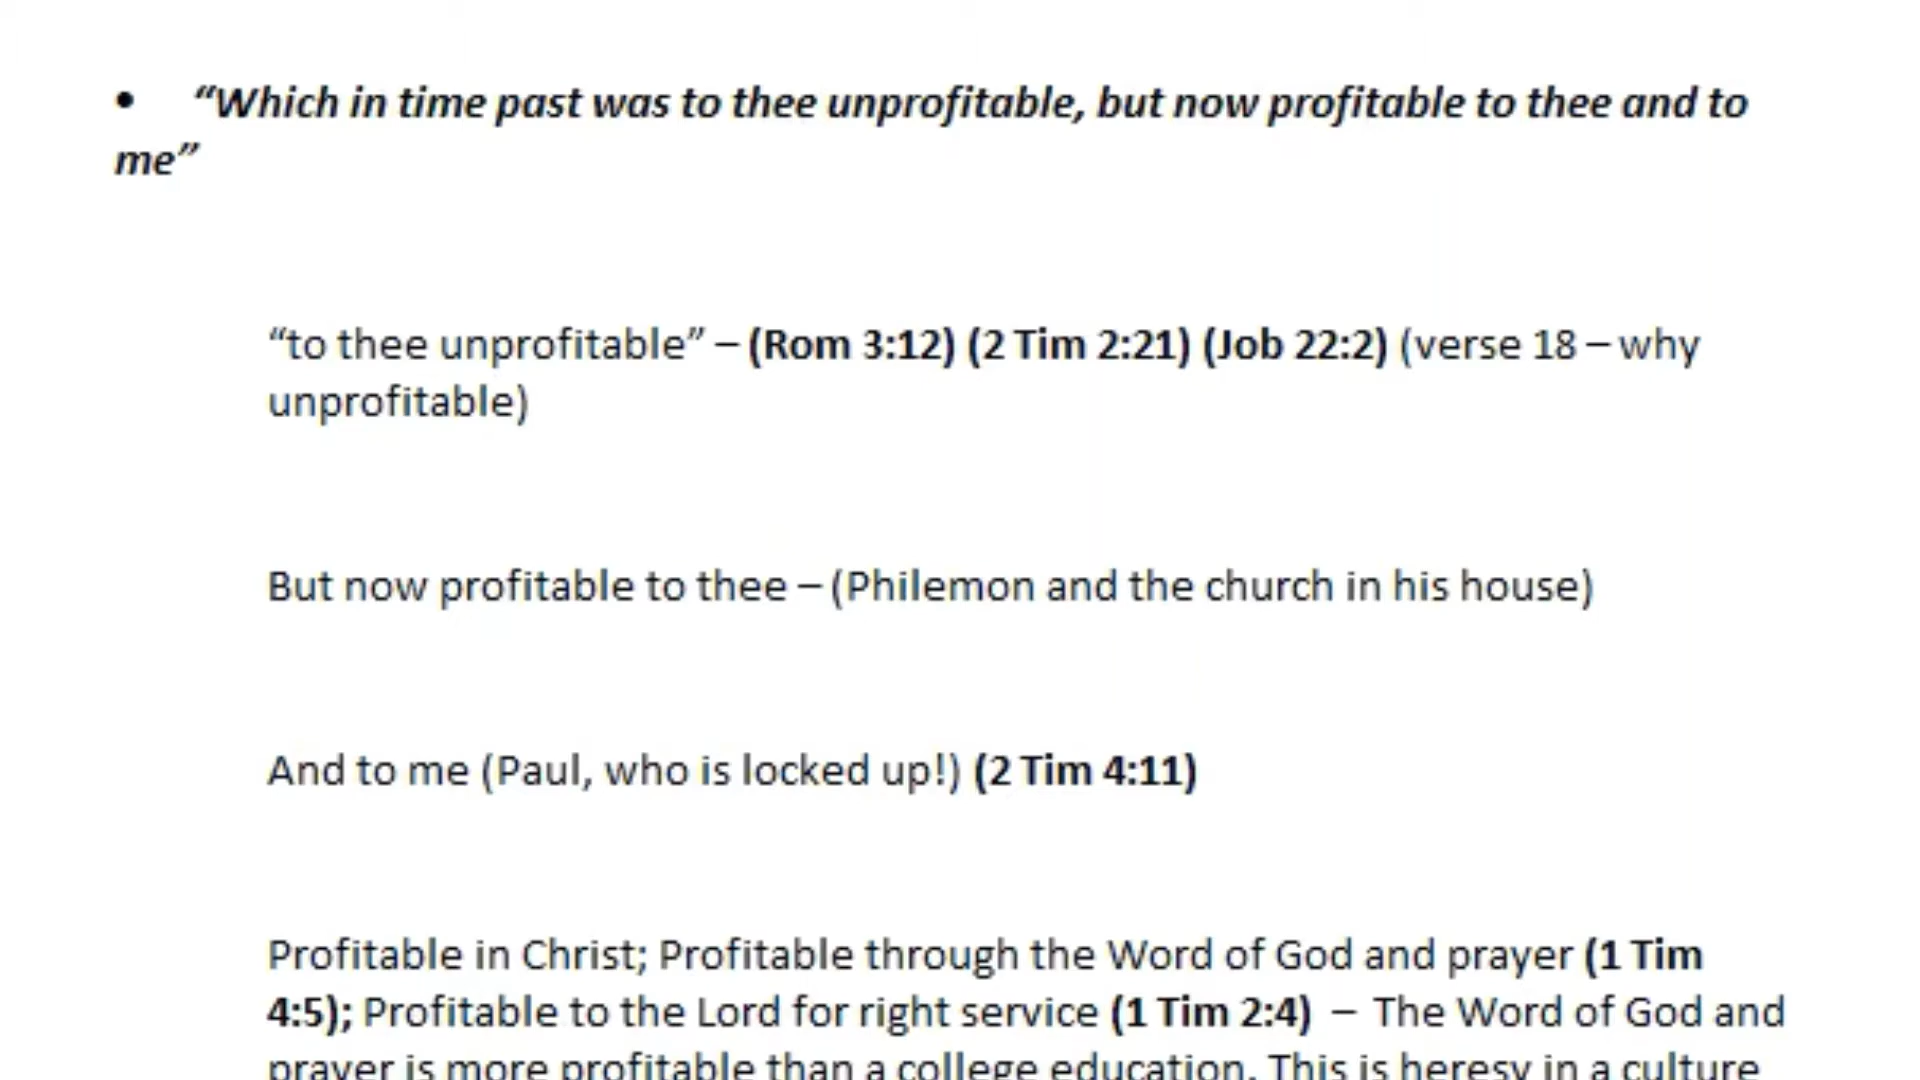 • “Which in time past was to thee unprofitable, but now profitable to thee and to
me”
“to thee unprofitable” – (Rom 3:12) (2 Tim 2:21) (Job 22:2) (verse 18 – why
unprofitable)
But now profitable to thee – (Philemon and the church in his house)
And to me (Paul, who is locked up!) (2 Tim 4:11)
Profitable in Christ; Profitable through the Word of God and prayer (1 Tim
4:5); Profitable to the Lord for right service (1 Tim 2:4) – The Word of God and
prayer is more profitable than a college education. This is heresy in a culture